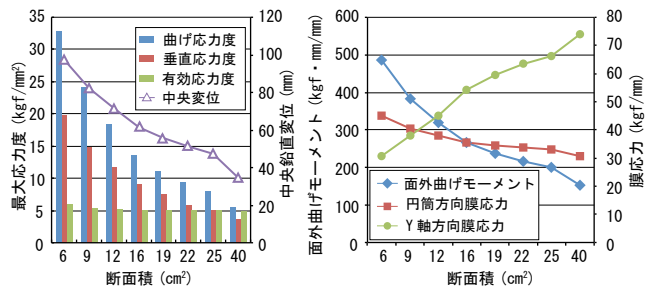 35
30
25
20
15
10
5
0
最大応力度 (kgf/mm²)
曲げ応力度
垂直応力度
有効応力度
中央変位
120
100
80
60
40
20
0
中央鉛直変位 (mm)
6 9 12 16 19 22 25 40
断面積 (cm²)
600
500
400
300
200
100
0
面外曲げモーメント (kgf・mm/mm)
面外曲げモーメント
円筒方向膜応力
Y 軸方向膜応力
80
70
60
50
40
30
20
10
0
膜応力 (kgf/mm)
6 9 12 16 19 22 25 40
断面積 (cm²)